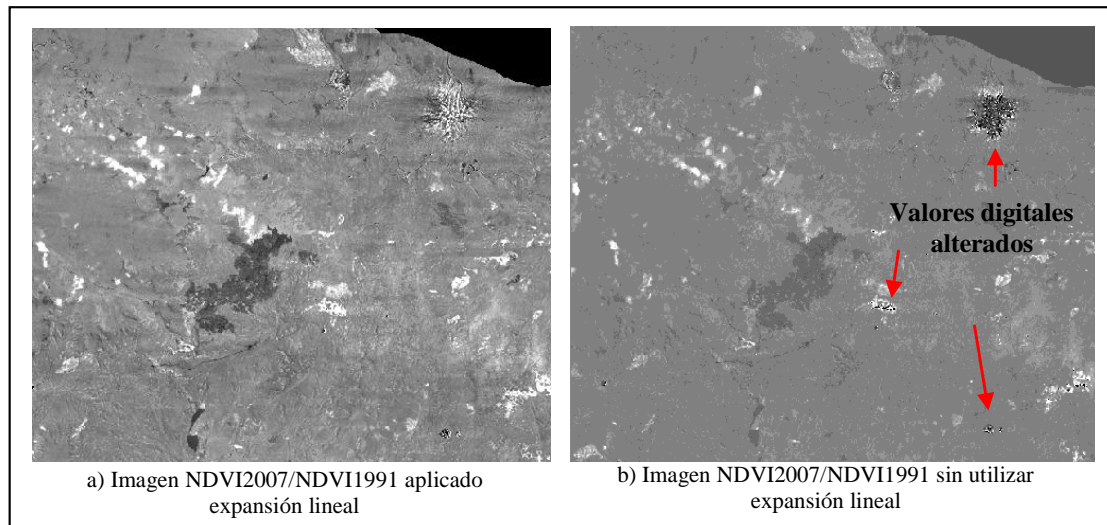 Valores digitales
alterados
a) Imagen NDVI2007/NDVI1991 aplicado
expansión lineal
b) Imagen NDVI2007/NDVI1991 sin utilizar
expansión lineal